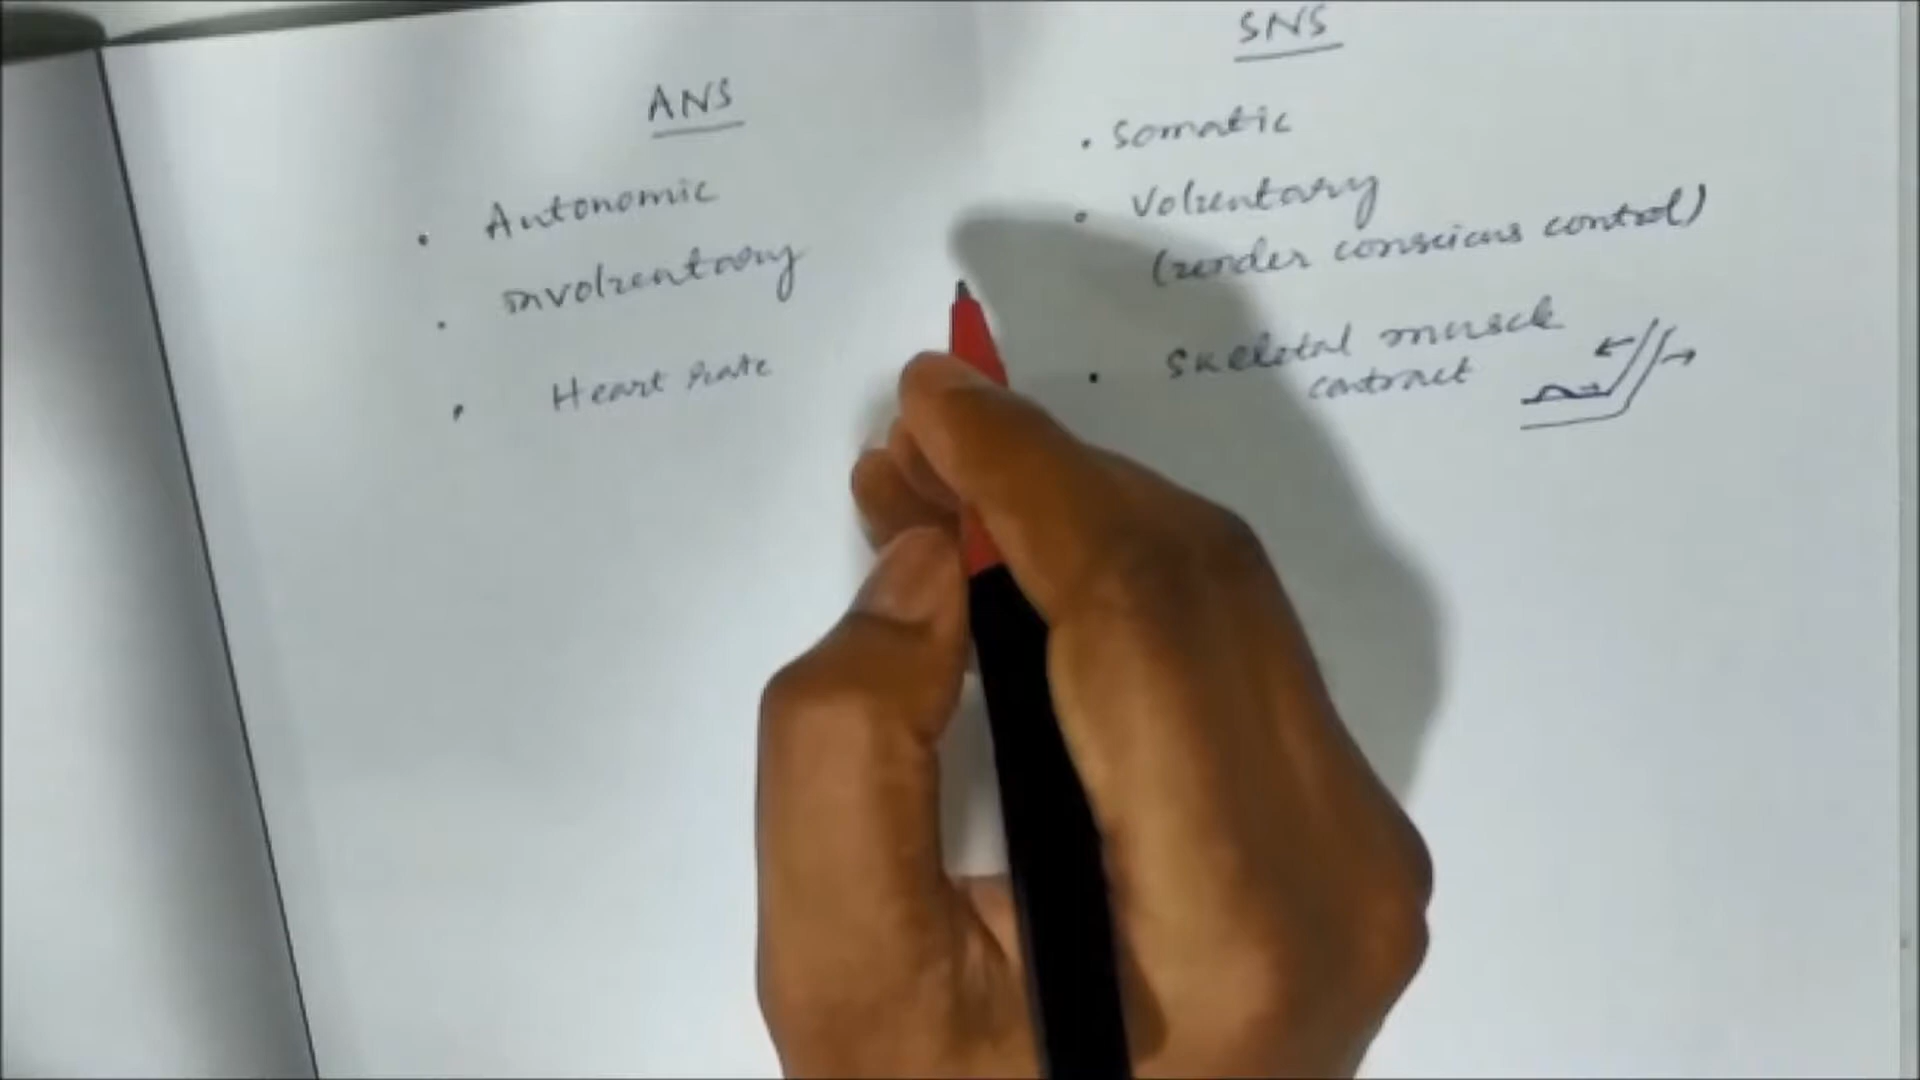 ANS
• Autonomic
• involuntary
• Heart Rate
SNS
• Somatic
• Voluntary
(under conscious control)
• Skeletal muscle
contract